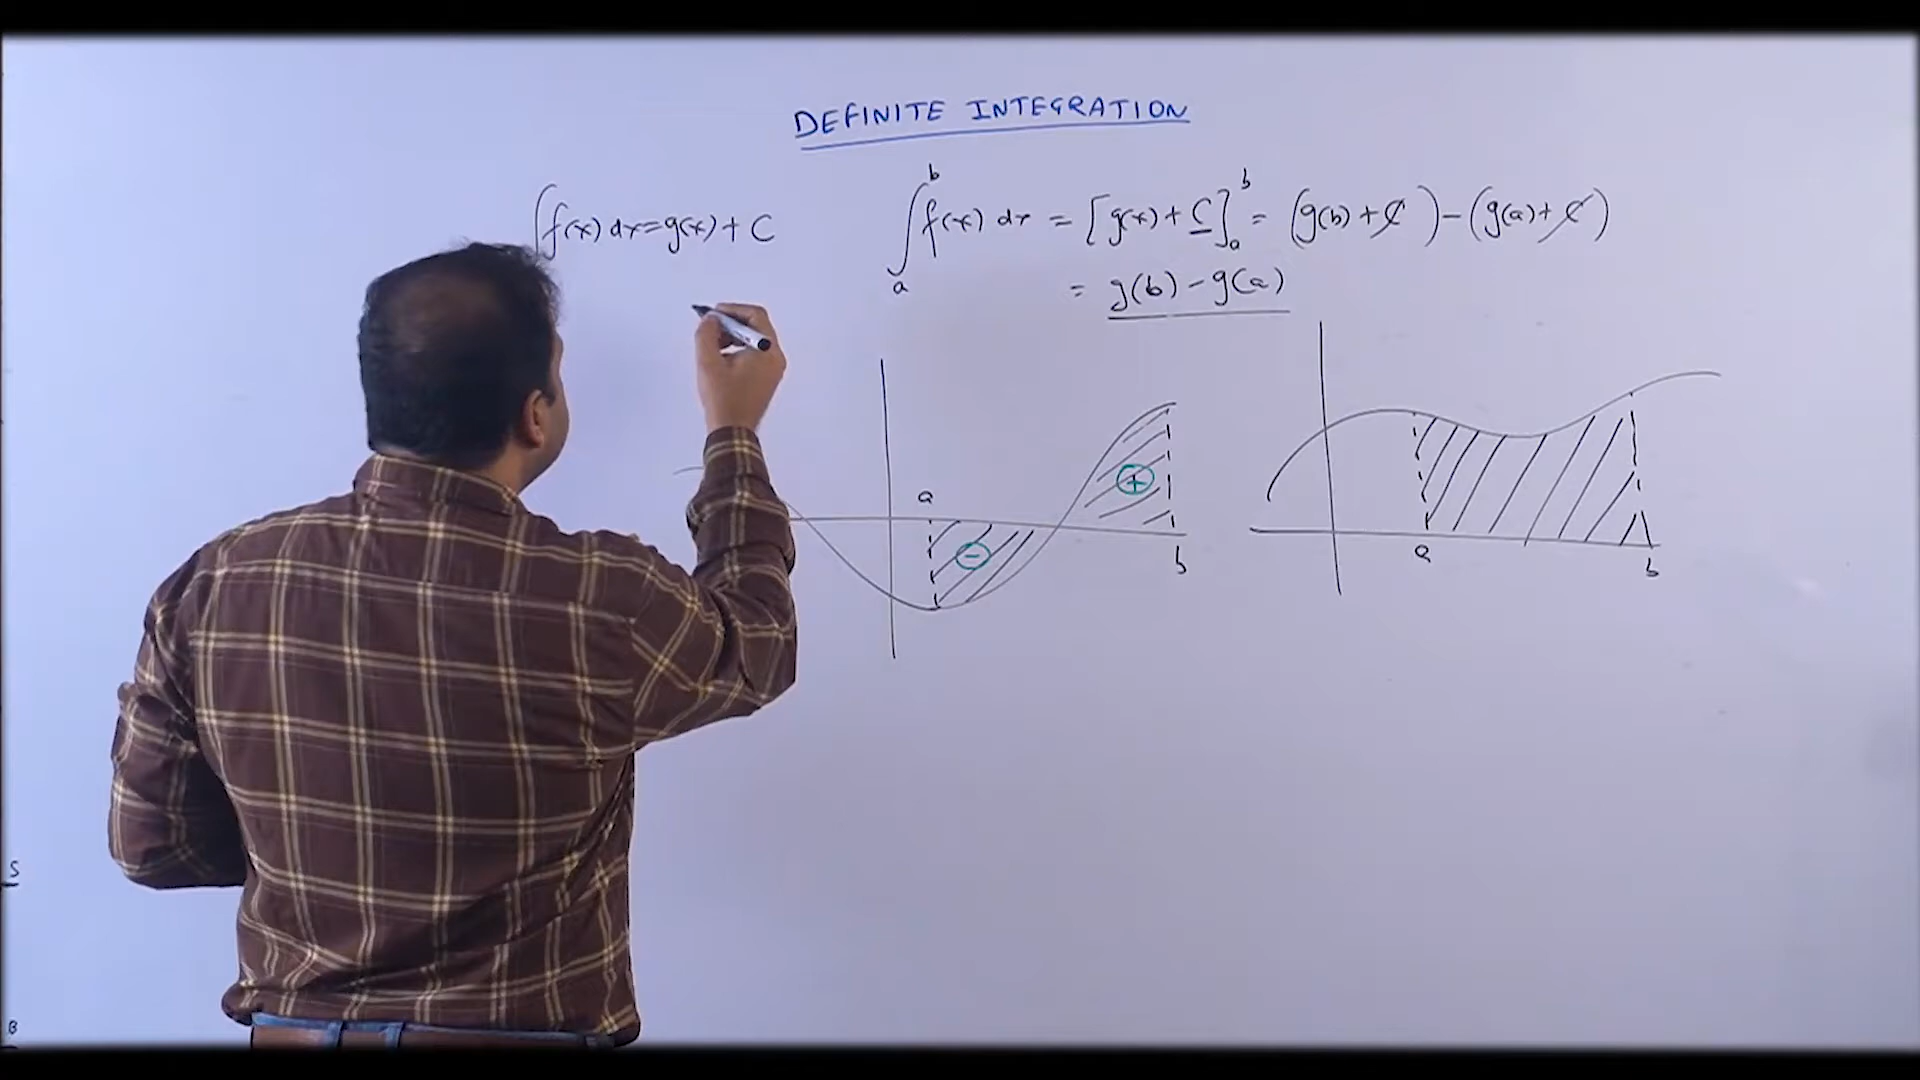 DEFINITE INTEGRATION
∫f(x) dx = g(x) + C
∫ₐᵇ f(x) dx = [g(x) + C]ₐᵇ = (g(b) + C) - (g(a) + C)
= g(b) - g(a)
a
-
+
b
a
b
S
B